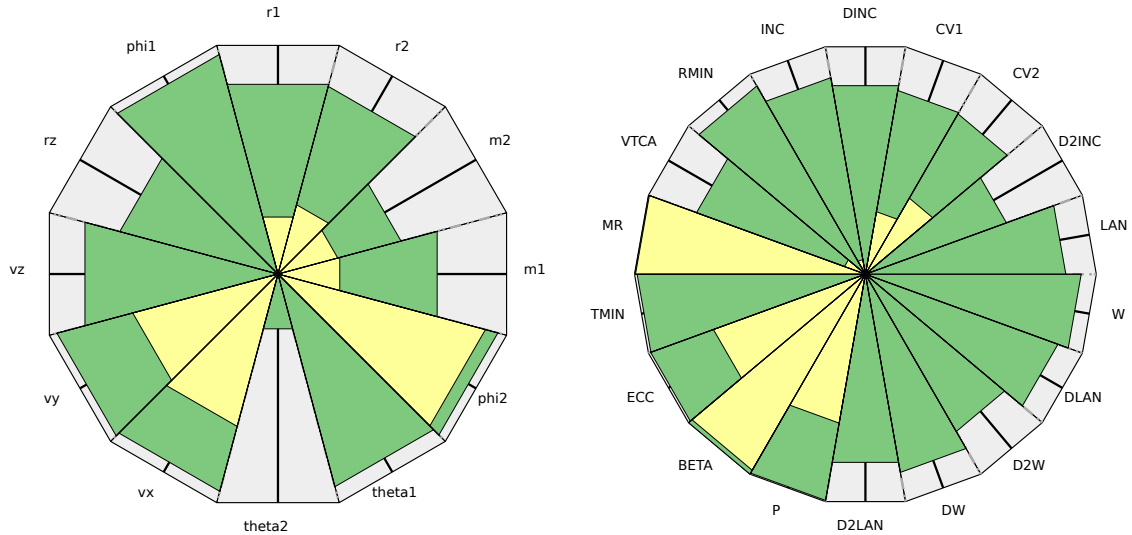 r1
r2
phi1
m2
rz
vz
m1
vy
phi2
vx
theta1
theta2
DINC
INC
CV1
RMIN
CV2
VTCA
D2INC
MR
LAN
TMIN
W
ECC
DLAN
BETA
D2W
P
DW
D2LAN